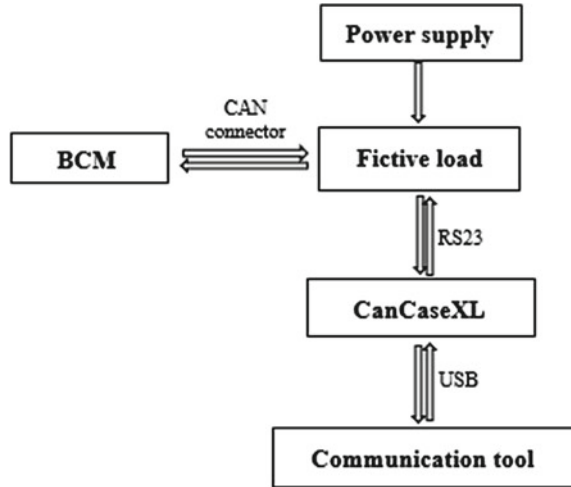 Power supply
CAN
connector
BCM
Fictive load
RS23
CanCaseXL
USB
Communication tool